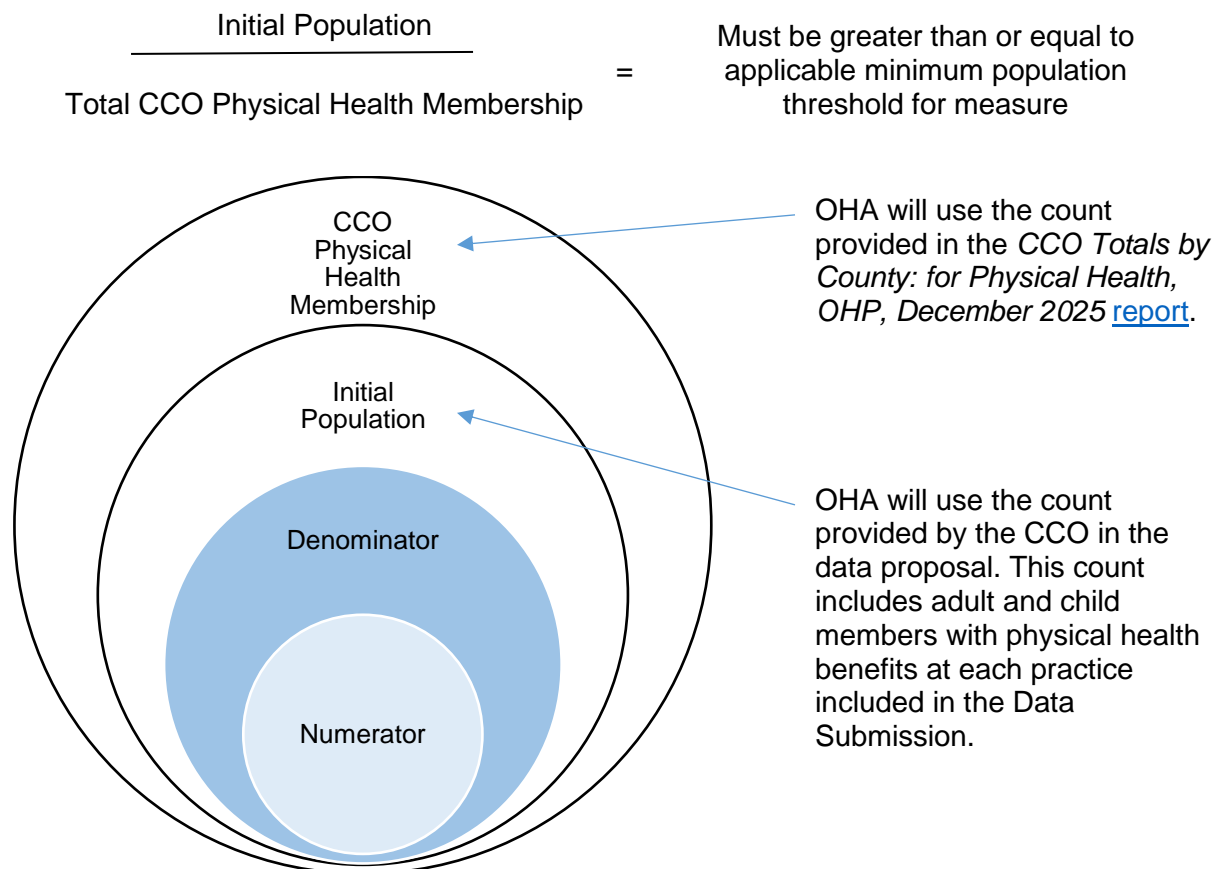 Initial Population
Total CCO Physical Health Membership
=
Must be greater than or equal to
applicable minimum population
threshold for measure
CCO
Physical
Health
Membership
OHA will use the count
provided in the CCO Totals by
County: for Physical Health,
OHP, December 2025 report.
Initial
Population
Denominator
Numerator
OHA will use the count
provided by the CCO in the
data proposal. This count
includes adult and child
members with physical health
benefits at each practice
included in the Data
Submission.